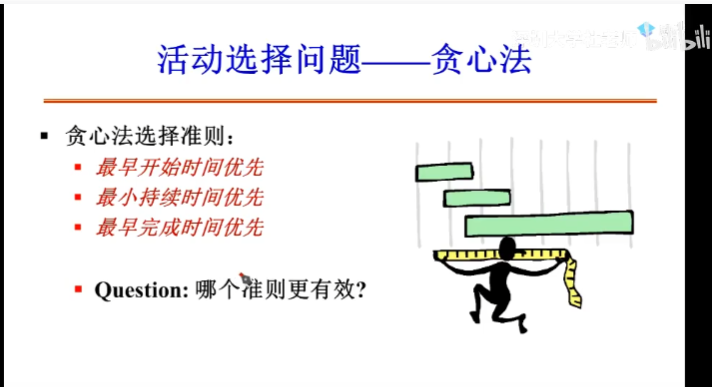 活动选择问题——贪心法
bilibili
贪心法选择准则:
最早开始时间优先
最小持续时间优先
最早完成时间优先
Question: 哪个准则更有效?